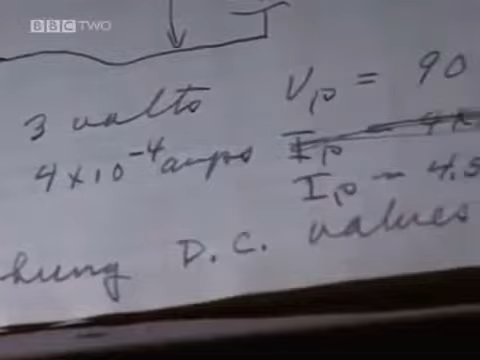 BBC TWO
3 volts Vp = 90
4 x 10⁻⁴ amps Ip
Ip — 4.5
D.C. values